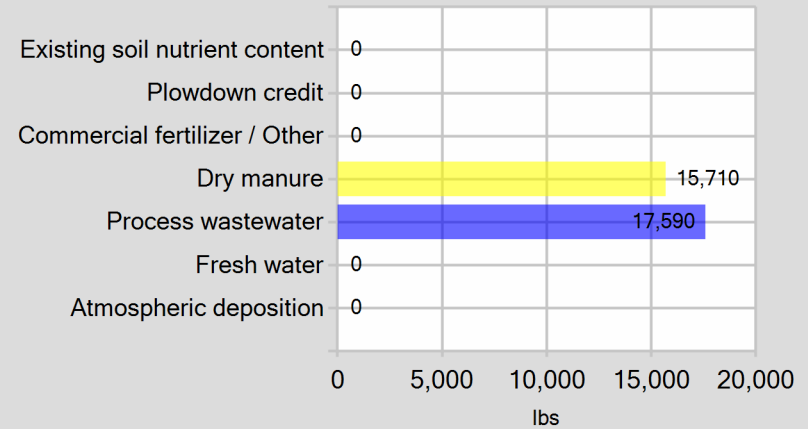 Existing soil nutrient content 0
Plowdown credit 0
Commercial fertilizer / Other 0
Dry manure 15,710
Process wastewater 17,590
Fresh water 0
Atmospheric deposition 0
0 5,000 10,000 15,000 20,000
lbs